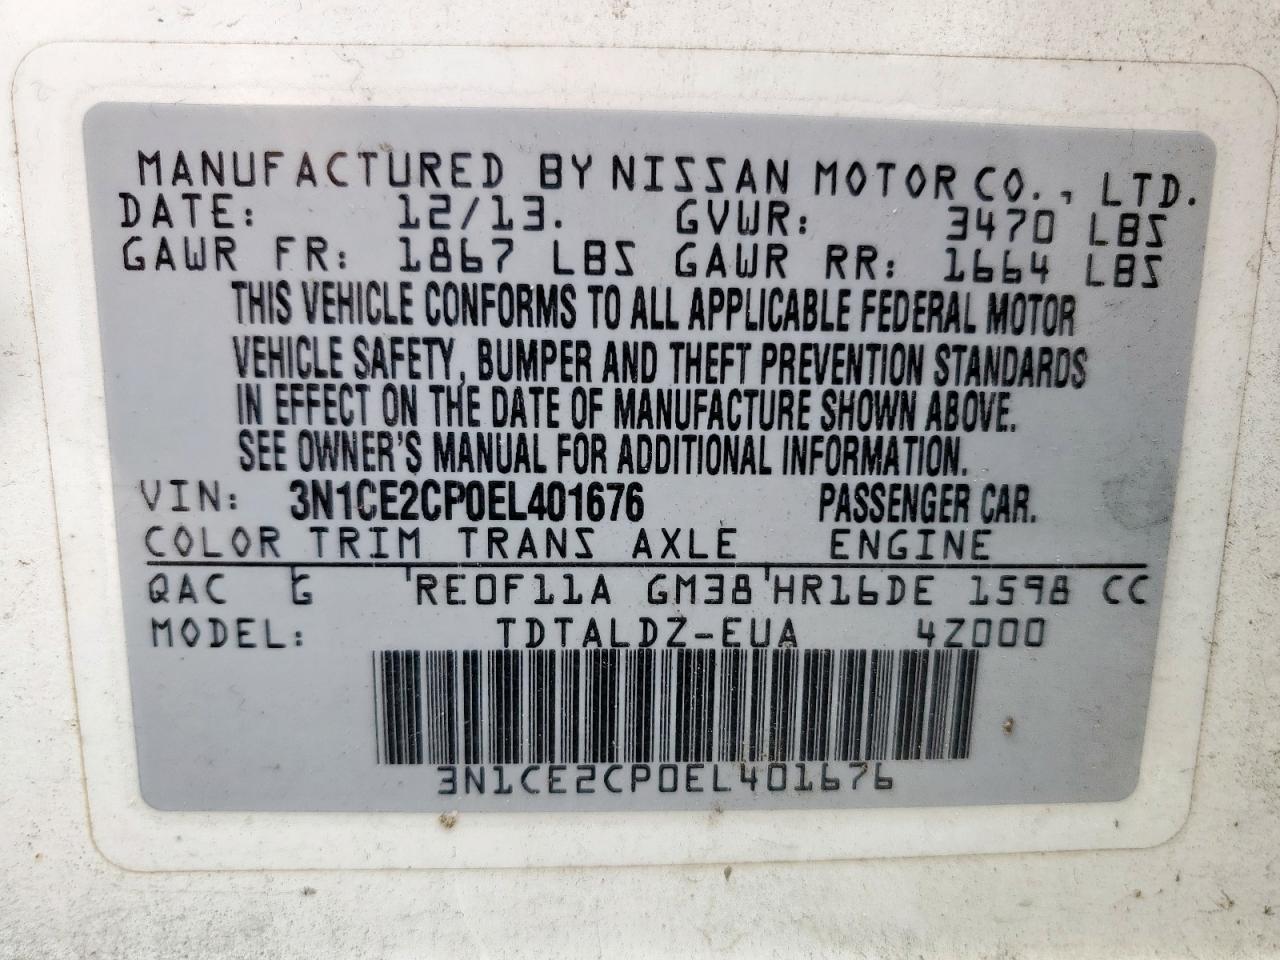 MANUFACTURED BY NISSAN MOTOR CO., LTD.
DATE: 12/13. GVWR: 3470 LBS
GAWR FR: 1867 LBS GAWR RR: 1664 LBS
THIS VEHICLE CONFORMS TO ALL APPLICABLE FEDERAL MOTOR
VEHICLE SAFETY, BUMPER AND THEFT PREVENTION STANDARDS
IN EFFECT ON THE DATE OF MANUFACTURE SHOWN ABOVE.
SEE OWNER'S MANUAL FOR ADDITIONAL INFORMATION.
VIN: 3N1CE2CP0EL401676 PASSENGER CAR.
COLOR TRIM TRANS AXLE ENGINE
QAC G RE0F11A GM38 HR16DE 1598 CC
MODEL: TDTALDZ-EUA 4Z000
3N1CE2CP0EL401676